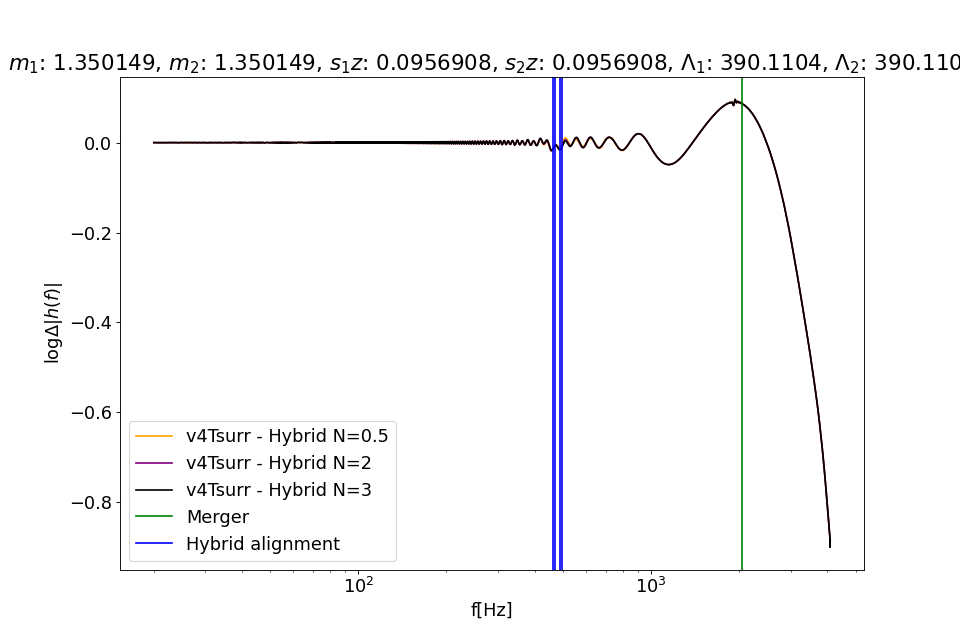 m₁: 1.350149, m₂: 1.350149, s₁z: 0.0956908, s₂z: 0.0956908, Λ₁: 390.1104, Λ₂: 390.110
0.0
−0.2
−0.4
−0.6
−0.8
logΔ|h(f)|
v4Tsurr - Hybrid N=0.5
v4Tsurr - Hybrid N=2
v4Tsurr - Hybrid N=3
Merger
Hybrid alignment
10² 10³
f[Hz]